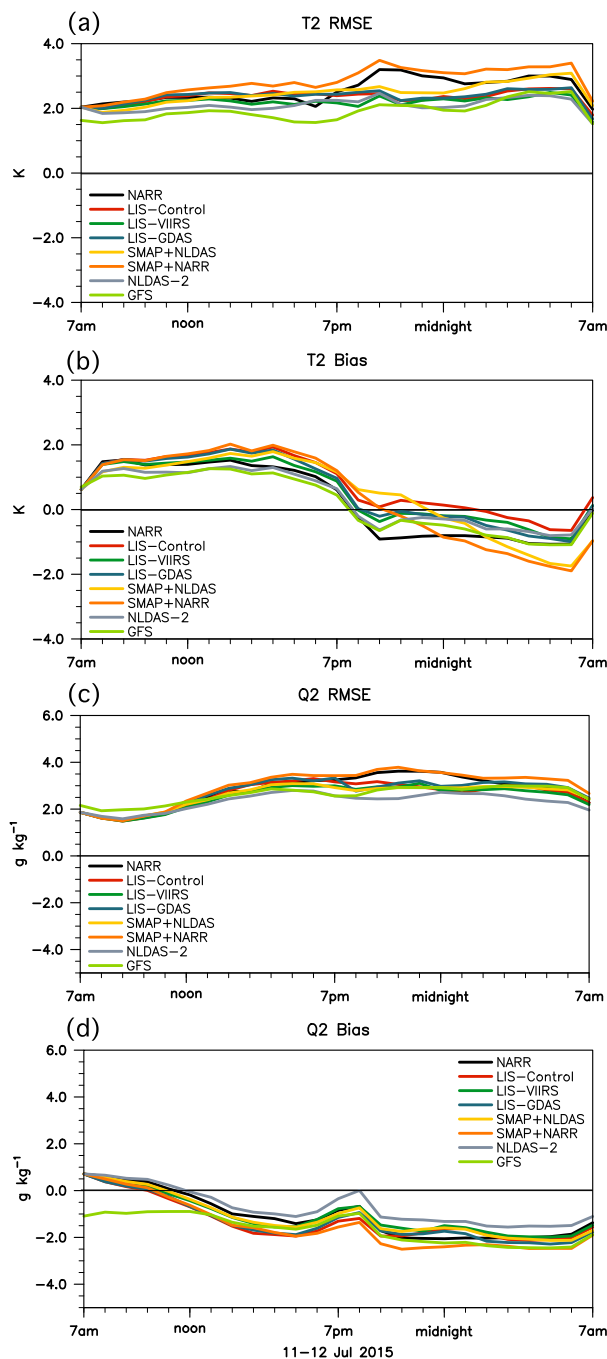 (a)
T2 RMSE
4.0
2.0
0.0
−2.0
−4.0
K
NARR
LIS−Control
LIS−VIIRS
LIS−GDAS
SMAP+NLDAS
SMAP+NARR
NLDAS−2
GFS
7am noon 7pm midnight 7am
(b)
T2 Bias
4.0
2.0
0.0
−2.0
−4.0
K
NARR
LIS−Control
LIS−VIIRS
LIS−GDAS
SMAP+NLDAS
SMAP+NARR
NLDAS−2
GFS
7am noon 7pm midnight 7am
(c)
Q2 RMSE
6.0
4.0
2.0
0.0
−2.0
−4.0
g kg⁻¹
NARR
LIS−Control
LIS−VIIRS
LIS−GDAS
SMAP+NLDAS
SMAP+NARR
NLDAS−2
GFS
7am noon 7pm midnight 7am
(d)
Q2 Bias
6.0
4.0
2.0
0.0
−2.0
−4.0
g kg⁻¹
NARR
LIS−Control
LIS−VIIRS
LIS−GDAS
SMAP+NLDAS
SMAP+NARR
NLDAS−2
GFS
7am noon 7pm midnight 7am
11−12 Jul 2015